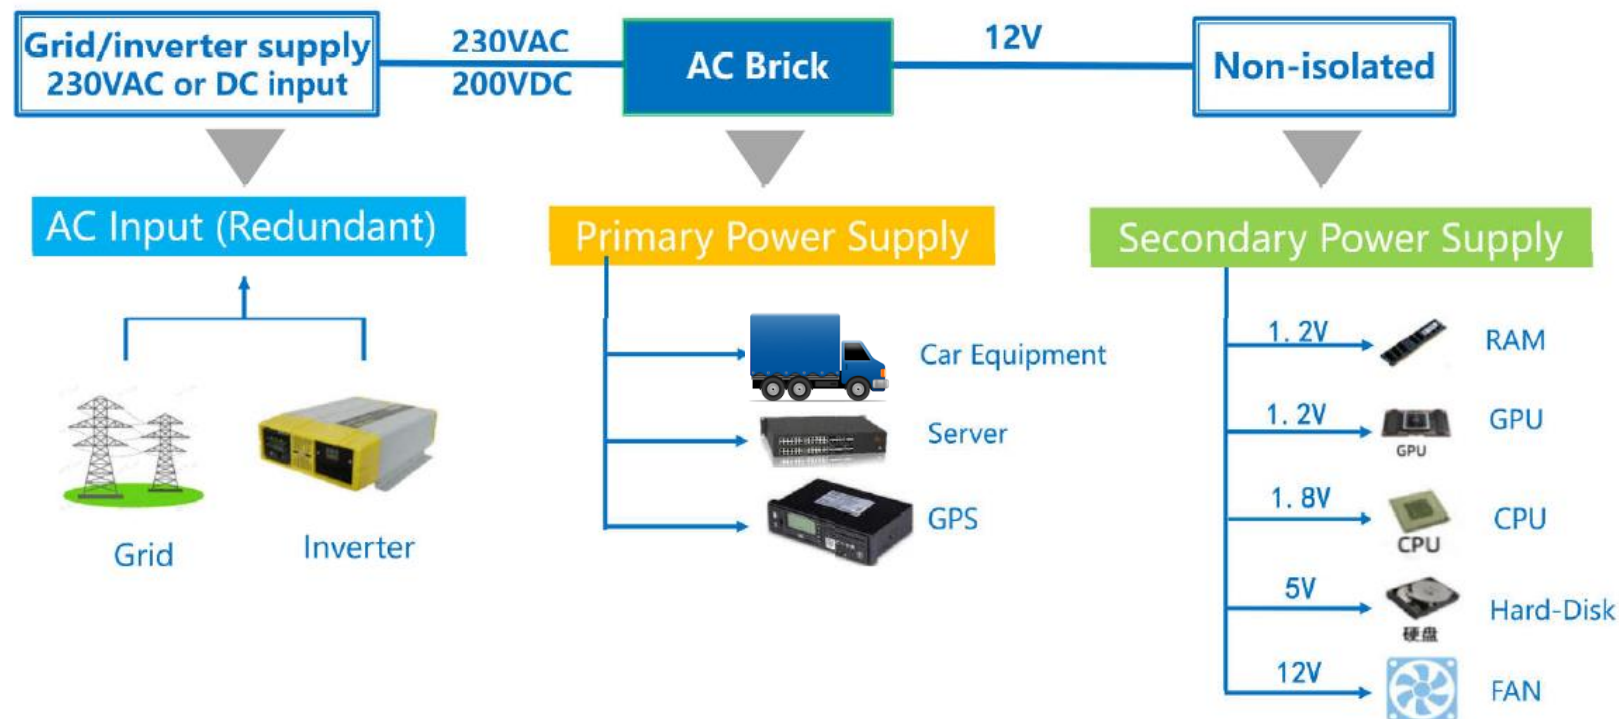 Grid/inverter supply
230VAC or DC input
230VAC
200VDC
AC Brick
12V
Non-isolated
AC Input (Redundant)
Grid
Inverter
Primary Power Supply
Car Equipment
Server
GPS
Secondary Power Supply
1.2V
RAM
1.2V
GPU
GPU
1.8V
CPU
CPU
5V
Hard-Disk
硬盘
12V
FAN